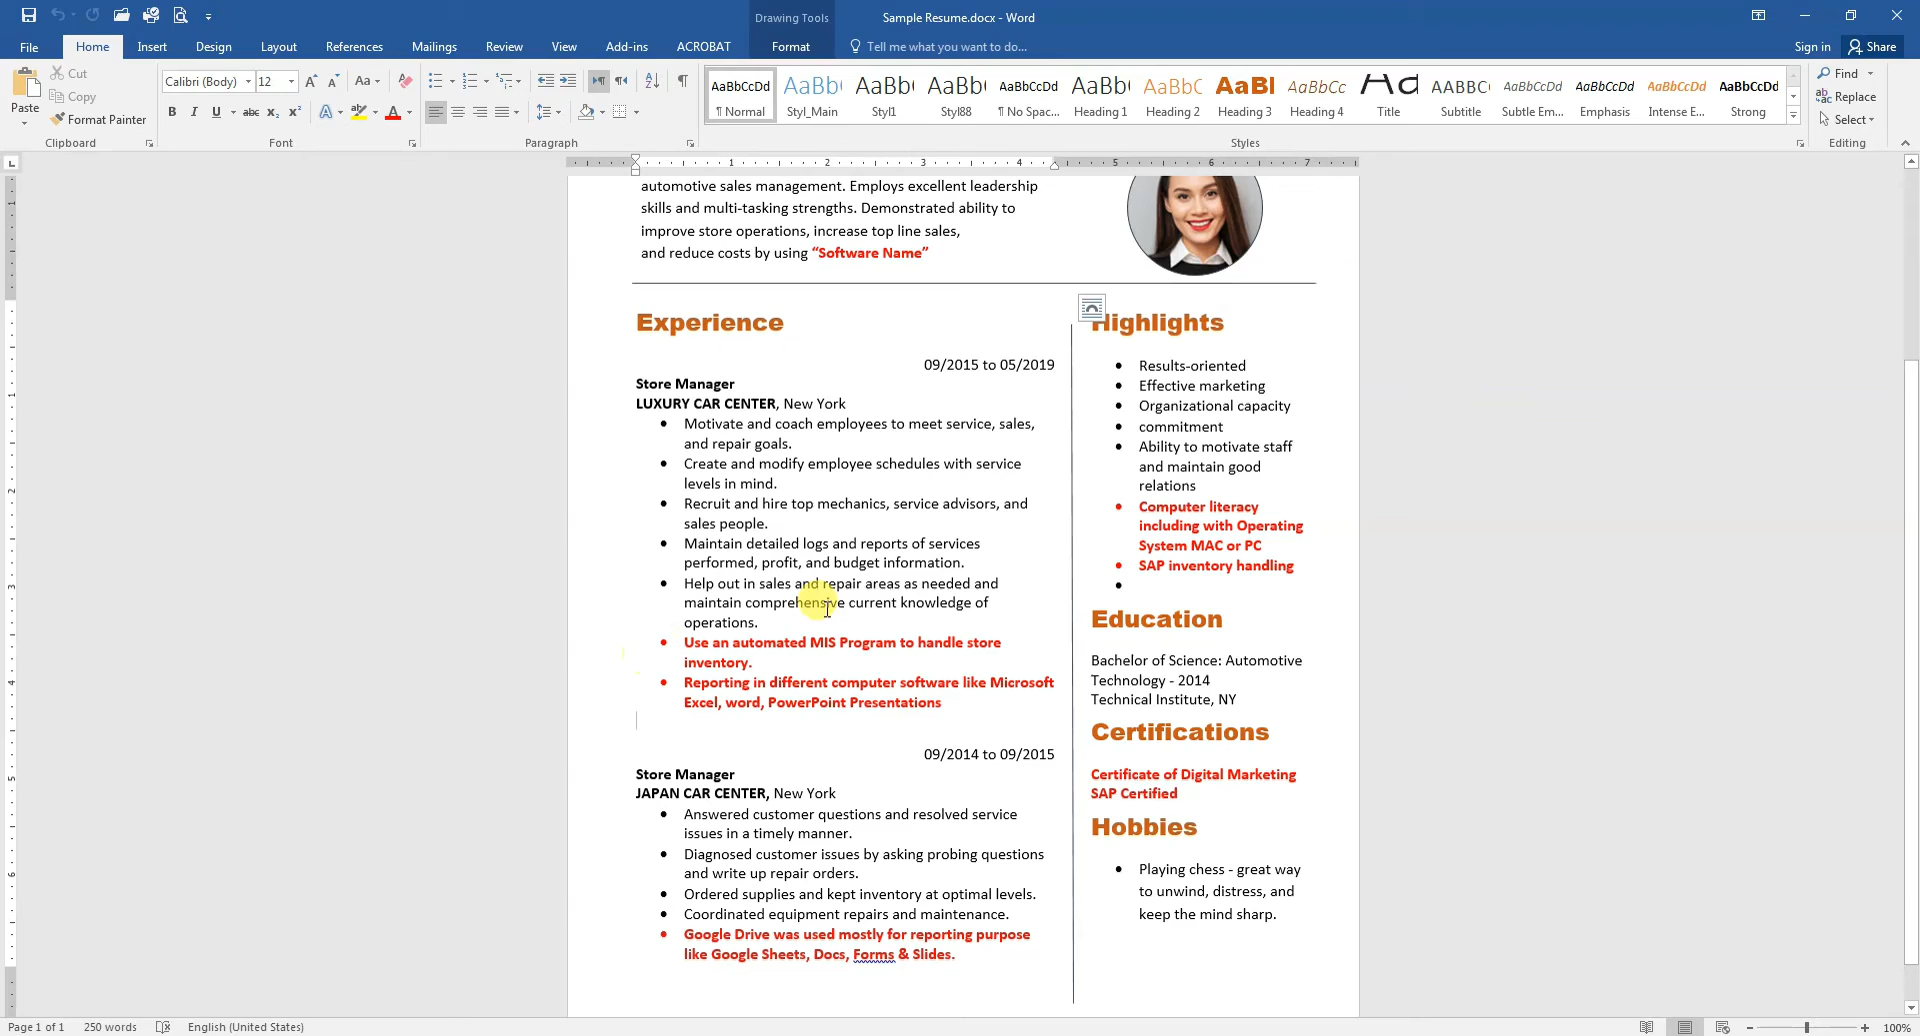 Drawing Tools
Sample Resume.docx - Word
File
Home
Insert
Design
Layout
References
Mailings
Review
View
Add-ins
ACROBAT
Format
Tell me what you want to do...
Sign in
Share
Paste
Cut
Copy
Format Painter
Clipboard
Calibri (Body)
12
Font
Paragraph
AaBbCcDd
¶ Normal
AaBb(
Styl_Main
AaBb(
Styl1
AaBb(
Styl88
AaBbCcDd
¶ No Spac...
AaBb(
Heading 1
AaBbC
Heading 2
AaBl
Heading 3
AaBbCc
Heading 4
Aa
Title
AABBC
Subtitle
AaBbCcDd
Subtle Em...
AaBbCcDd
Emphasis
AaBbCcDd
Intense E...
AaBbCcDd
Strong
Styles
Find
Replace
Select
Editing
1 2 3 4 5 6 7
automotive sales management. Employs excellent leadership
skills and multi-tasking strengths. Demonstrated ability to
improve store operations, increase top line sales,
and reduce costs by using “Software Name”
Experience
09/2015 to 05/2019
Store Manager
LUXURY CAR CENTER, New York
• Motivate and coach employees to meet service, sales,
and repair goals.
• Create and modify employee schedules with service
levels in mind.
• Recruit and hire top mechanics, service advisors, and
sales people.
• Maintain detailed logs and reports of services
performed, profit, and budget information.
• Help out in sales and repair areas as needed and
maintain comprehensive current knowledge of
operations.
• Use an automated MIS Program to handle store
inventory.
• Reporting in different computer software like Microsoft
Excel, word, PowerPoint Presentations
09/2014 to 09/2015
Store Manager
JAPAN CAR CENTER, New York
• Answered customer questions and resolved service
issues in a timely manner.
• Diagnosed customer issues by asking probing questions
and write up repair orders.
• Ordered supplies and kept inventory at optimal levels.
• Coordinated equipment repairs and maintenance.
• Google Drive was used mostly for reporting purpose
like Google Sheets, Docs, Forms & Slides.
Highlights
• Results-oriented
• Effective marketing
• Organizational capacity
• commitment
• Ability to motivate staff
and maintain good
relations
• Computer literacy
including with Operating
System MAC or PC
• SAP inventory handling
•
Education
Bachelor of Science: Automotive
Technology - 2014
Technical Institute, NY
Certifications
Certificate of Digital Marketing
SAP Certified
Hobbies
• Playing chess - great way
to unwind, distress, and
keep the mind sharp.
Page 1 of 1
250 words
English (United States)
100%